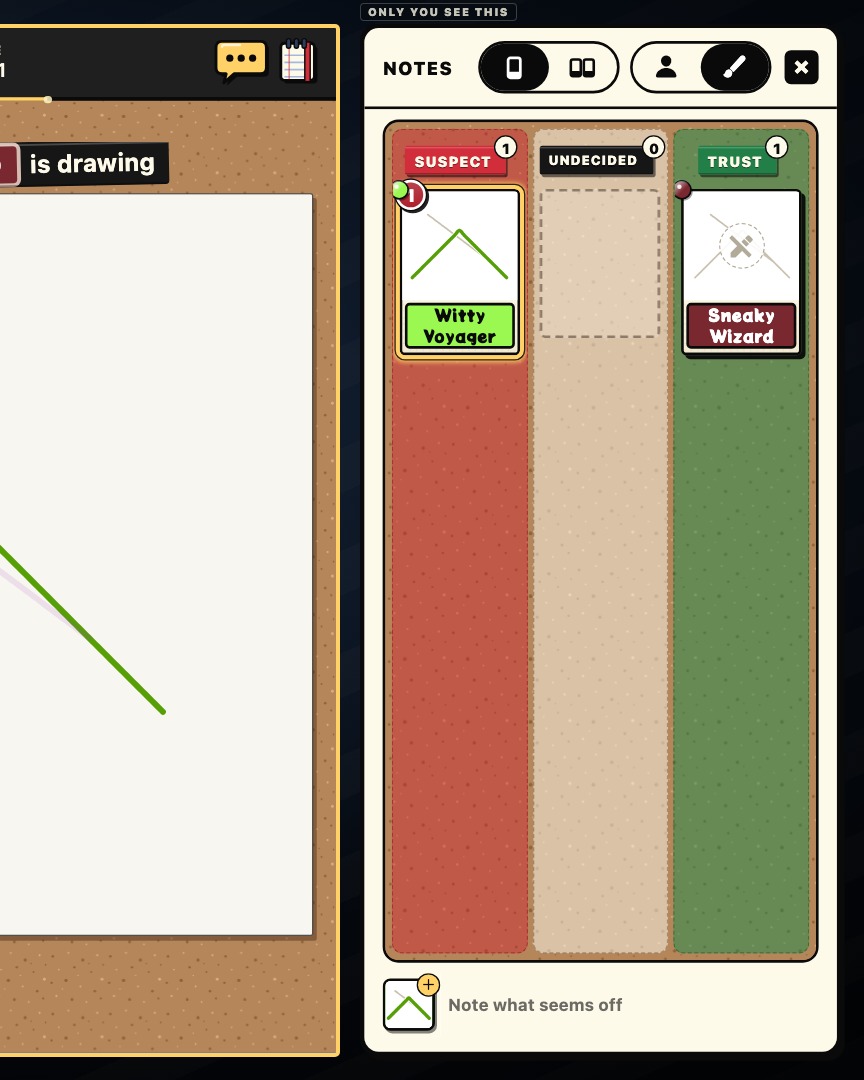 ONLY YOU SEE THIS
NOTES
is drawing
SUSPECT 1
UNDECIDED 0
TRUST 1
1
Witty
Voyager
Sneaky
Wizard
Note what seems off